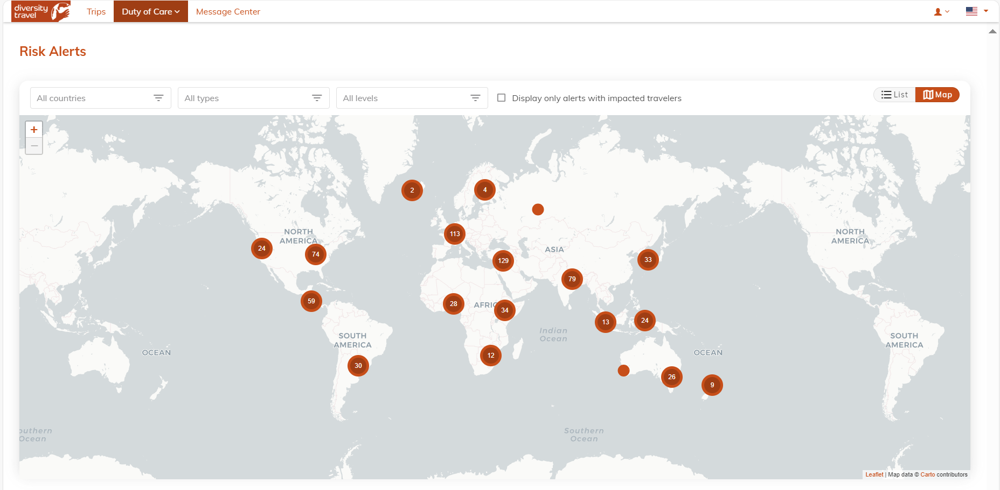 diversity
travel
Trips
Duty of Care
Message Center
Risk Alerts
All countries
All types
All levels
Display only alerts with impacted travelers
List
Map
+
−
2
4
NORTH
AMERICA
NORTH
AMERICA
113
24
74
ASIA
129
33
79
59
28
AFRIC
34
13
24
Indian
Ocean
SOUTH
AMERICA
SOUTH
AMERICA
OCEAN
OCEAN
12
30
26
9
outhern
Ocean
Southern
Ocean
Leaflet | Map data © Carto contributors